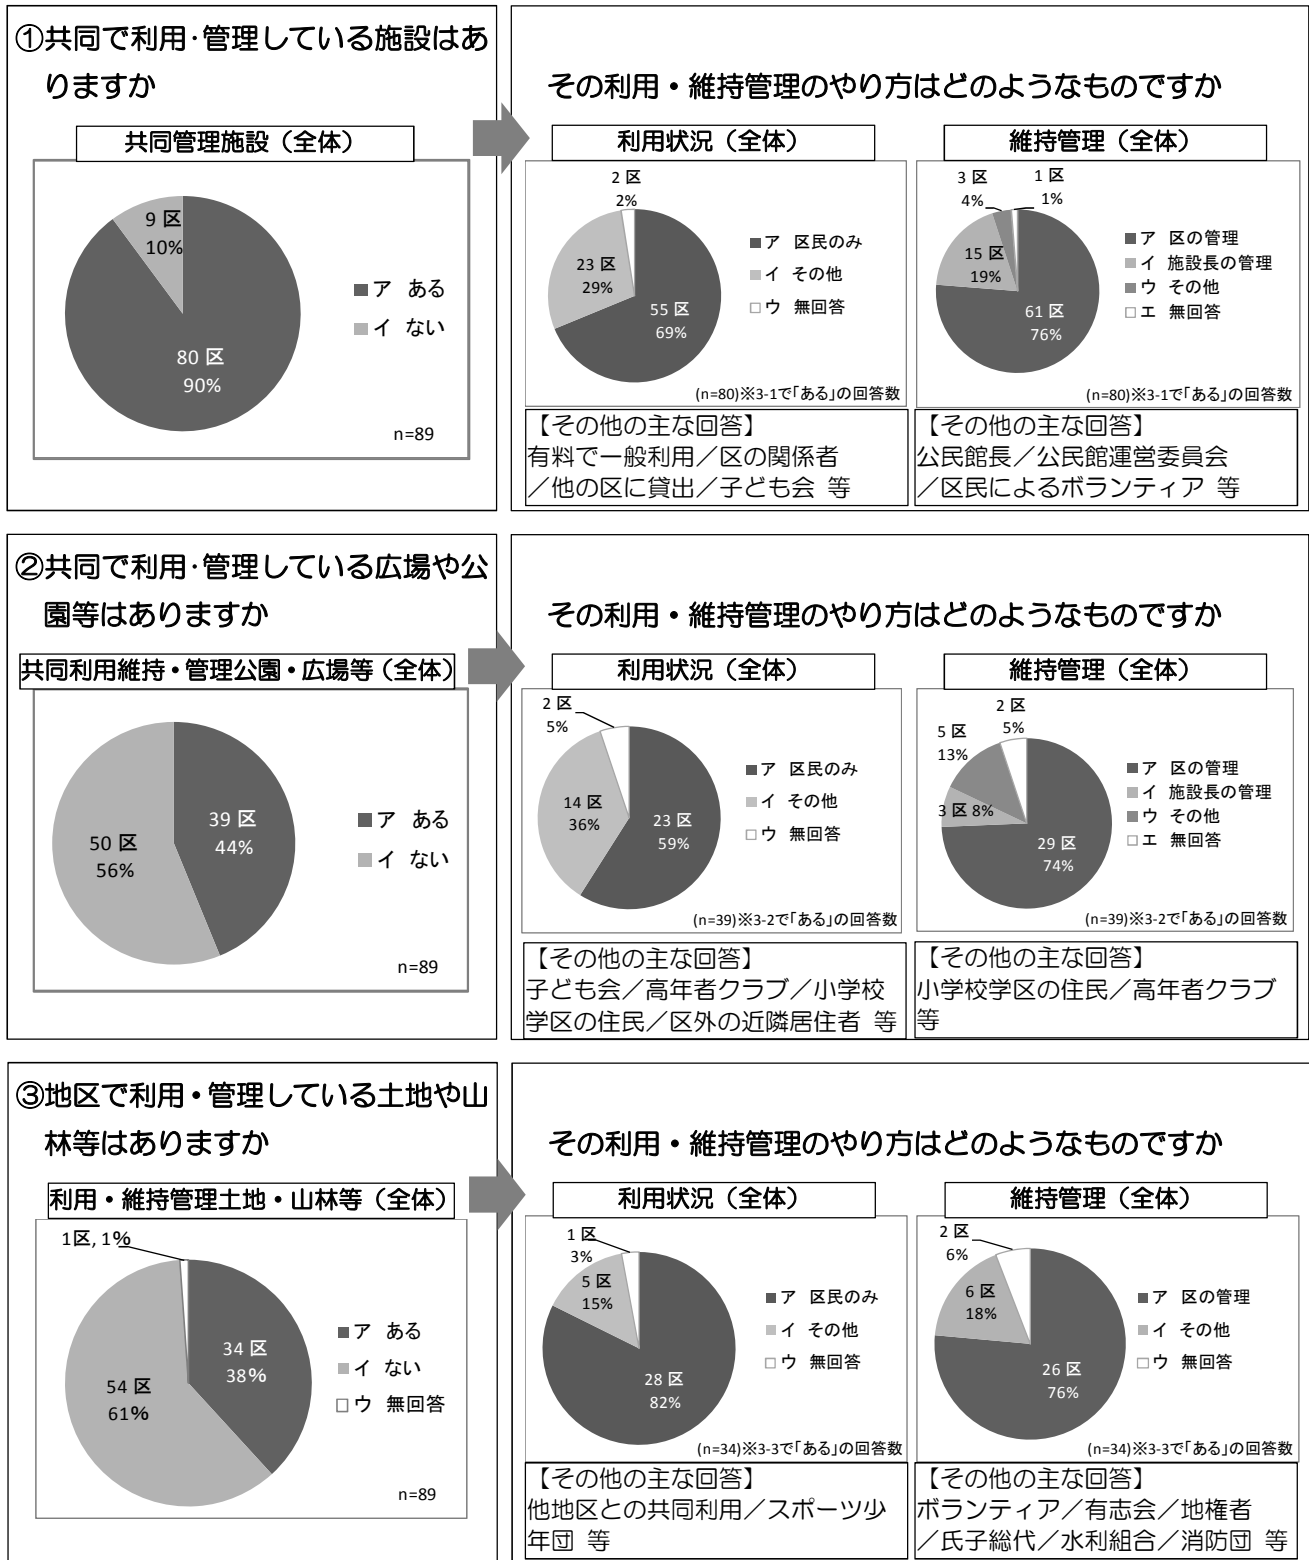 ①共同で利用・管理している施設はあ
りますか
共同管理施設（全体）
9 区
10%
80 区
90%
■ア ある
■イ ない
n=89
その利用・維持管理のやり方はどのようなものですか
利用状況（全体）
2 区
2%
23 区
29%
55 区
69%
■ア 区民のみ
■イ その他
□ウ 無回答
(n=80)※3-1で｢ある｣の回答数
【その他の主な回答】
有料で一般利用／区の関係者
／他の区に貸出／子ども会 等
維持管理（全体）
3 区
4%
1 区
1%
15 区
19%
61 区
76%
■ア 区の管理
■イ 施設長の管理
■ウ その他
□エ 無回答
(n=80)※3-1で｢ある｣の回答数
【その他の主な回答】
公民館長／公民館運営委員会
／区民によるボランティア 等
②共同で利用・管理している広場や公
園等はありますか
共同利用維持・管理公園・広場等（全体）
50 区
56%
39 区
44%
■ア ある
■イ ない
n=89
その利用・維持管理のやり方はどのようなものですか
利用状況（全体）
2 区
5%
14 区
36%
23 区
59%
■ア 区民のみ
■イ その他
□ウ 無回答
(n=39)※3-2で｢ある｣の回答数
【その他の主な回答】
子ども会／高年者クラブ／小学校
学区の住民／区外の近隣居住者 等
維持管理（全体）
2 区
5%
5 区
13%
3 区 8%
29 区
74%
■ア 区の管理
■イ 施設長の管理
■ウ その他
□エ 無回答
(n=39)※3-2で｢ある｣の回答数
【その他の主な回答】
小学校学区の住民／高年者クラブ
等
③地区で利用・管理している土地や山
林等はありますか
利用・維持管理土地・山林等（全体）
1区, 1%
34 区
38%
54 区
61%
■ア ある
■イ ない
□ウ 無回答
n=89
その利用・維持管理のやり方はどのようなものですか
利用状況（全体）
1 区
3%
5 区
15%
28 区
82%
■ア 区民のみ
■イ その他
□ウ 無回答
(n=34)※3-3で｢ある｣の回答数
【その他の主な回答】
他地区との共同利用／スポーツ少
年団 等
維持管理（全体）
2 区
6%
6 区
18%
26 区
76%
■ア 区の管理
■イ その他
□ウ 無回答
(n=34)※3-3で｢ある｣の回答数
【その他の主な回答】
ボランティア／有志会／地権者
／氏子総代／水利組合／消防団 等